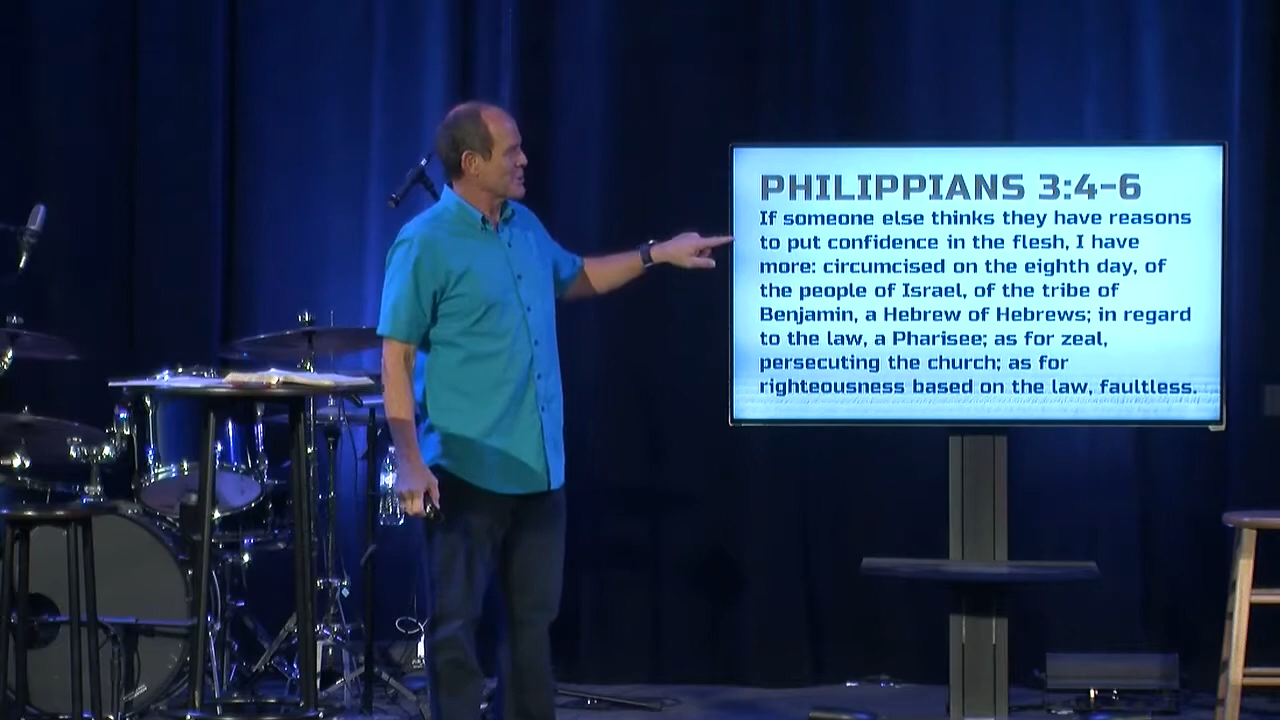 PHILIPPIANS 3:4-6
If someone else thinks they have reasons
to put confidence in the flesh, I have
more: circumcised on the eighth day, of
the people of Israel, of the tribe of
Benjamin, a Hebrew of Hebrews; in regard
to the law, a Pharisee; as for zeal,
persecuting the church; as for
righteousness based on the law, faultless.